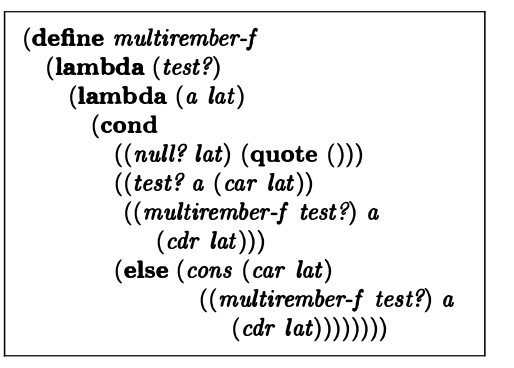 (define multirember-f
(lambda (test?)
(lambda (a lat)
(cond
((null? lat) (quote ()))
((test? a (car lat))
((multirember-f test?) a
(cdr lat)))
(else (cons (car lat)
((multirember-f test?) a
(cdr lat))))))))